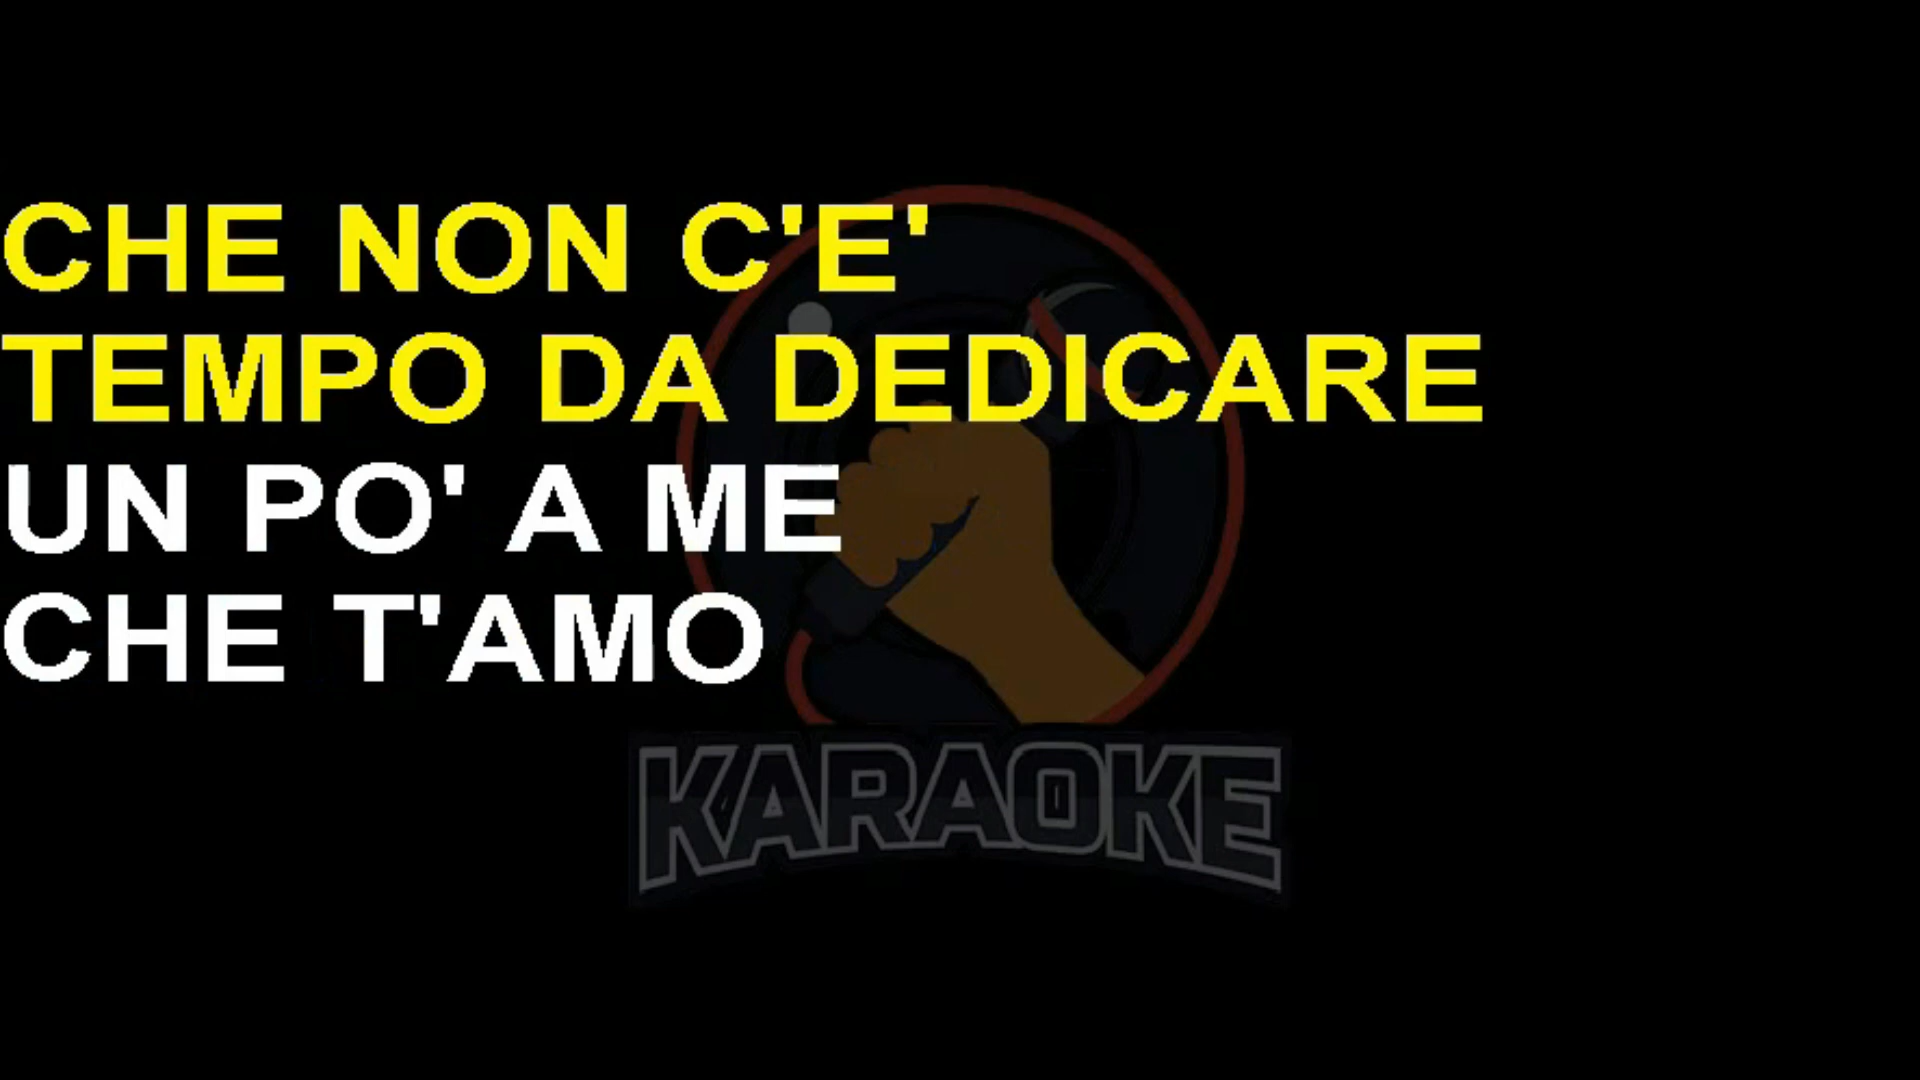 CHE NON C'E'
TEMPO DA DEDICARE
UN PO' A ME
CHE T'AMO
KARAOKE